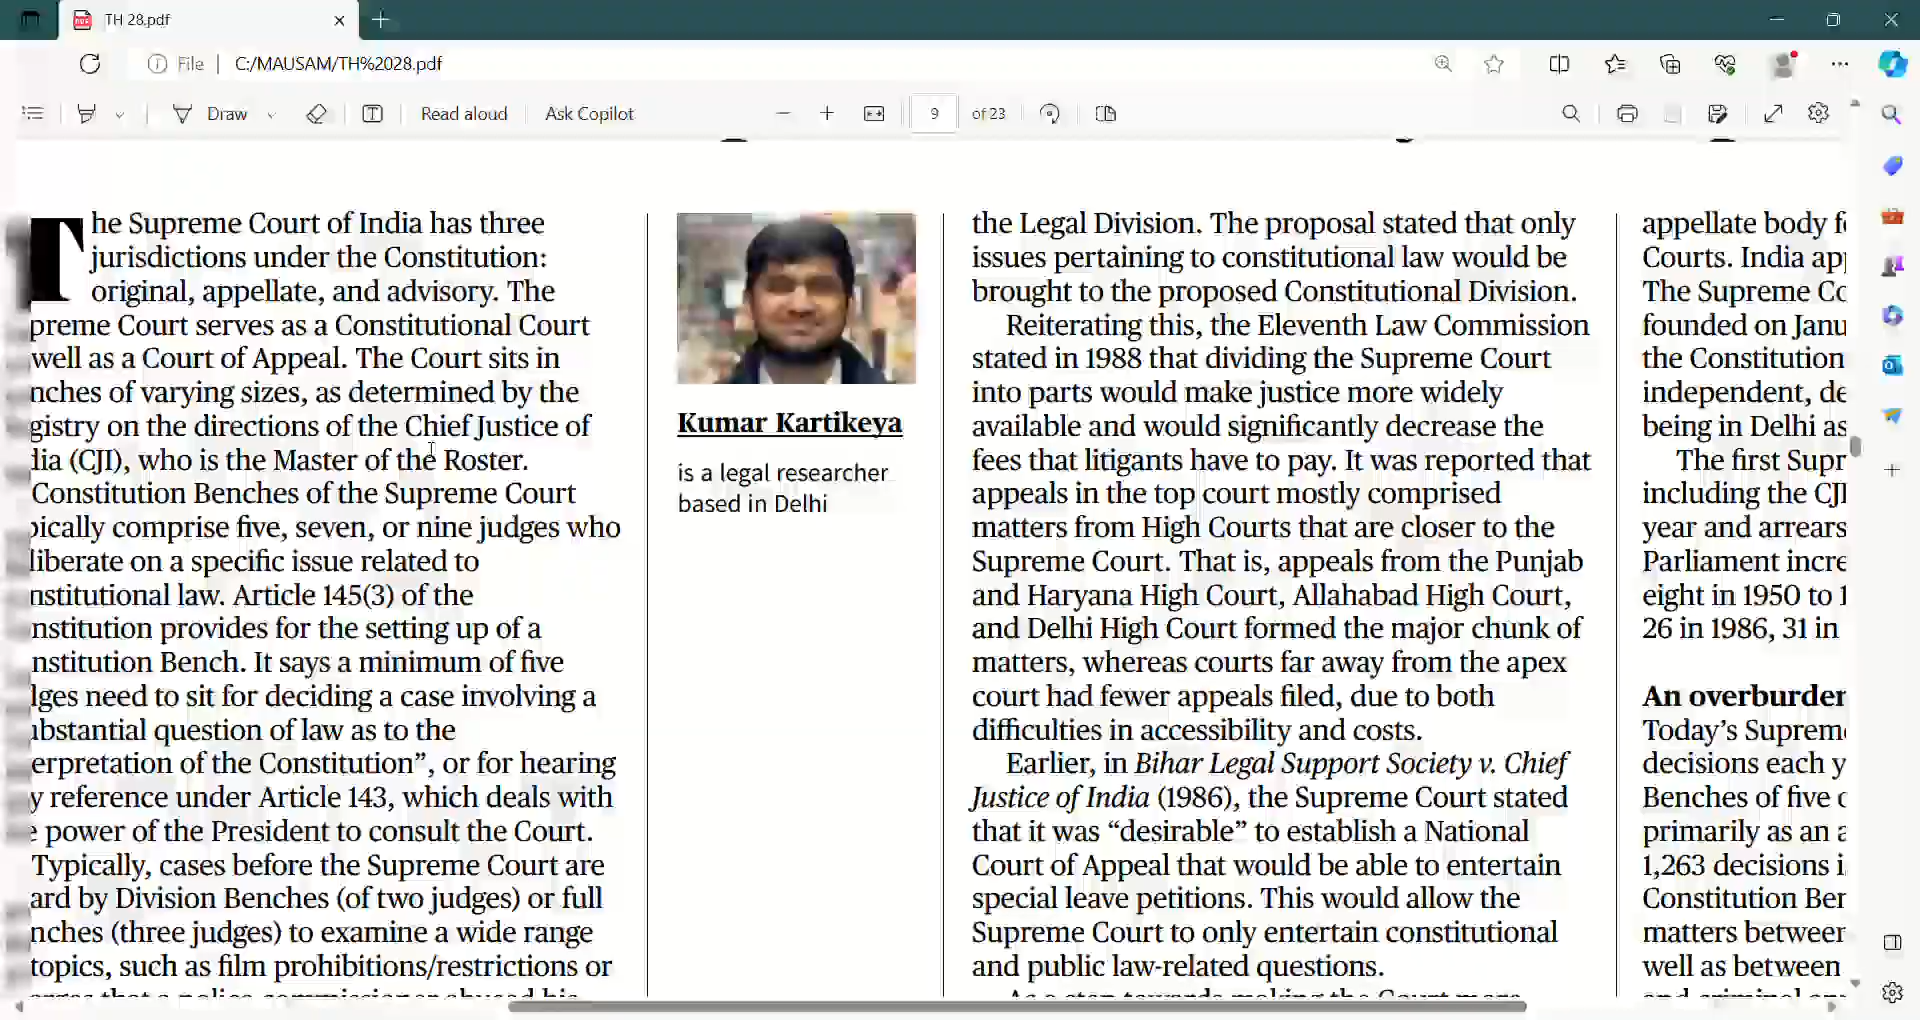 TH 28.pdf
File
C:/MAUSAM/TH%2028.pdf
Draw
Read aloud
Ask Copilot
9
of 23
The Supreme Court of India has three
jurisdictions under the Constitution:
original, appellate, and advisory. The
preme Court serves as a Constitutional Court
well as a Court of Appeal. The Court sits in
nches of varying sizes, as determined by the
gistry on the directions of the Chief Justice of
dia (CJI), who is the Master of the Roster.
Constitution Benches of the Supreme Court
pically comprise five, seven, or nine judges who
liberate on a specific issue related to
nstitutional law. Article 145(3) of the
nstitution provides for the setting up of a
nstitution Bench. It says a minimum of five
lges need to sit for deciding a case involving a
ubstantial question of law as to the
erpretation of the Constitution”, or for hearing
y reference under Article 143, which deals with
e power of the President to consult the Court.
Typically, cases before the Supreme Court are
ard by Division Benches (of two judges) or full
nches (three judges) to examine a wide range
topics, such as film prohibitions/restrictions or
Kumar Kartikeya
is a legal researcher
based in Delhi
the Legal Division. The proposal stated that only
issues pertaining to constitutional law would be
brought to the proposed Constitutional Division.
Reiterating this, the Eleventh Law Commission
stated in 1988 that dividing the Supreme Court
into parts would make justice more widely
available and would significantly decrease the
fees that litigants have to pay. It was reported that
appeals in the top court mostly comprised
matters from High Courts that are closer to the
Supreme Court. That is, appeals from the Punjab
and Haryana High Court, Allahabad High Court,
and Delhi High Court formed the major chunk of
matters, whereas courts far away from the apex
court had fewer appeals filed, due to both
difficulties in accessibility and costs.
Earlier, in Bihar Legal Support Society v. Chief
Justice of India (1986), the Supreme Court stated
that it was “desirable” to establish a National
Court of Appeal that would be able to entertain
special leave petitions. This would allow the
Supreme Court to only entertain constitutional
and public law-related questions.
appellate body f
Courts. India ap
The Supreme Co
founded on Janu
the Constitution
independent, de
being in Delhi as
The first Supr
including the CJI
year and arrears
Parliament incre
eight in 1950 to 1
26 in 1986, 31 in
An overburder
Today’s Supreme
decisions each y
Benches of five o
primarily as an a
1,263 decisions i
Constitution Ber
matters between
well as between